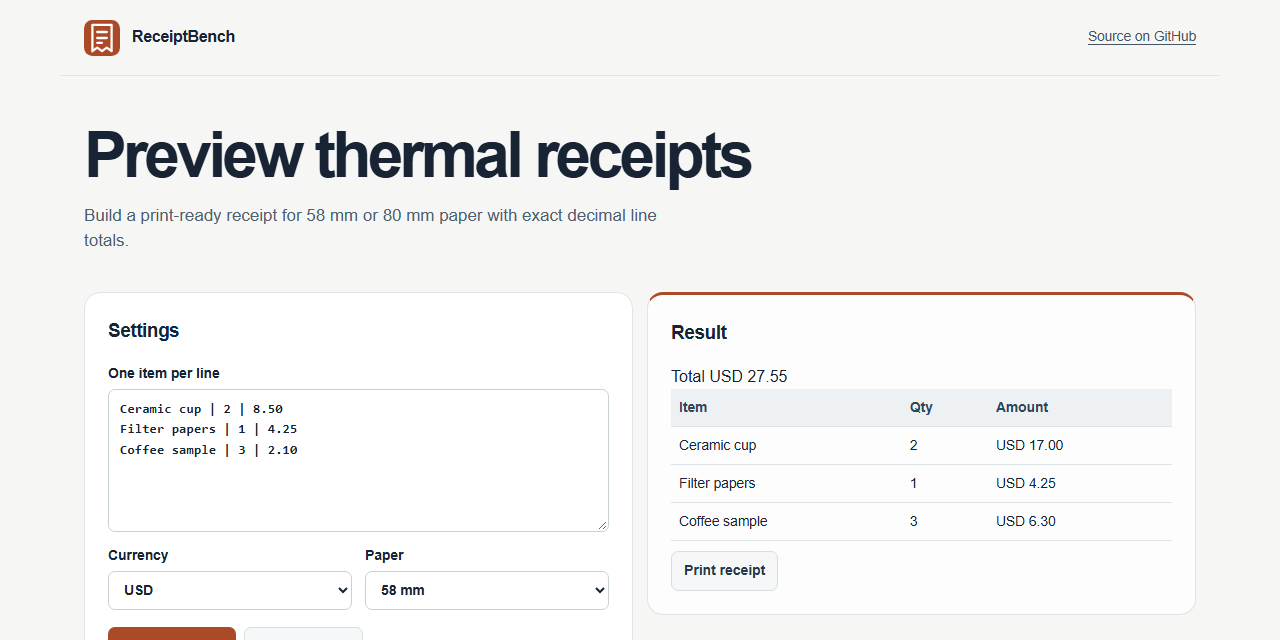 ReceiptBench
Source on GitHub
Preview thermal receipts
Build a print-ready receipt for 58 mm or 80 mm paper with exact decimal line
totals.
Settings
One item per line
Ceramic cup | 2 | 8.50
Filter papers | 1 | 4.25
Coffee sample | 3 | 2.10
Currency
Paper
USD
58 mm
Result
Total USD 27.55
Item Qty Amount
Ceramic cup 2 USD 17.00
Filter papers 1 USD 4.25
Coffee sample 3 USD 6.30
Print receipt